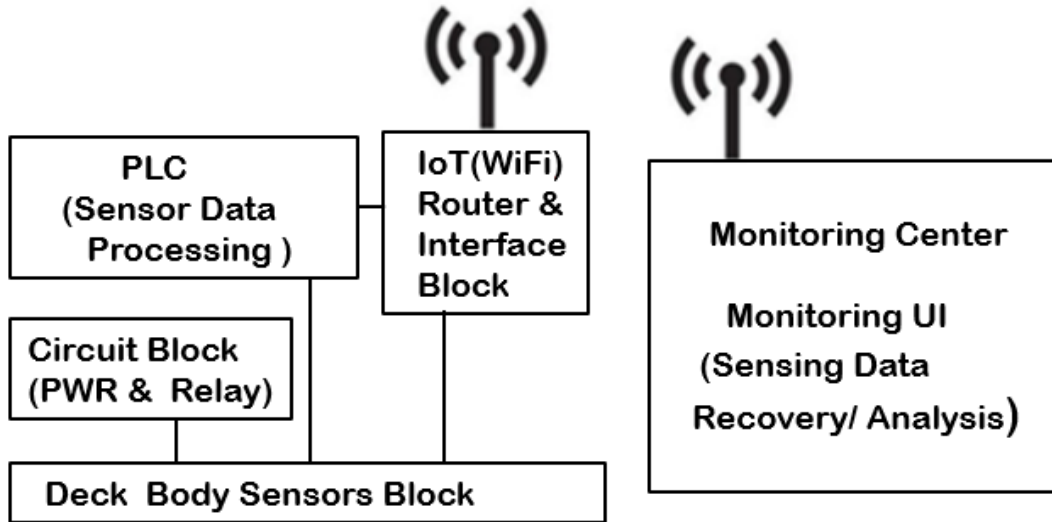 PLC
(Sensor Data
Processing )
IoT(WiFi)
Router &
Interface
Block
Circuit Block
(PWR & Relay)
Deck Body Sensors Block
Monitoring Center
Monitoring UI
(Sensing Data
Recovery/ Analysis)